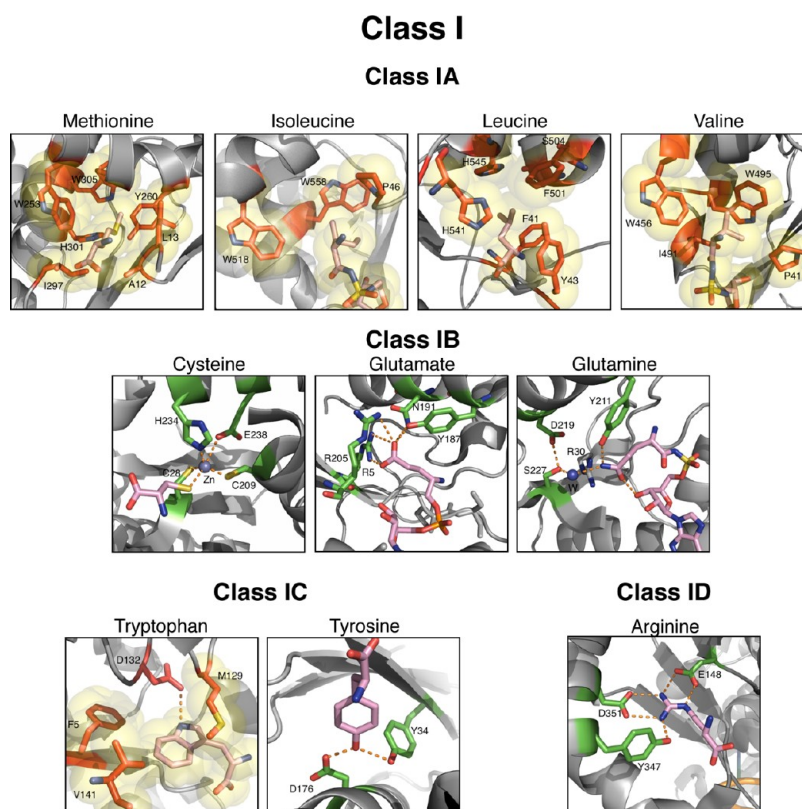 Class I
Class IA
Methionine Isoleucine Leucine Valine
W305 Y260 W253 L13 H301 I297 A12
W558 P46 W518
S504 H545 F501 F41 H541 Y43
W495 W456 I491 P41
Class IB
Cysteine Glutamate Glutamine
H234 E238 C28 Zn C209
N191 Y187 R205 R5
Y211 D219 R30 S227 W
Class IC Class ID
Tryptophan Tyrosine Arginine
D132 M129 F5 V141
Y34 D176
E148 D351 Y347